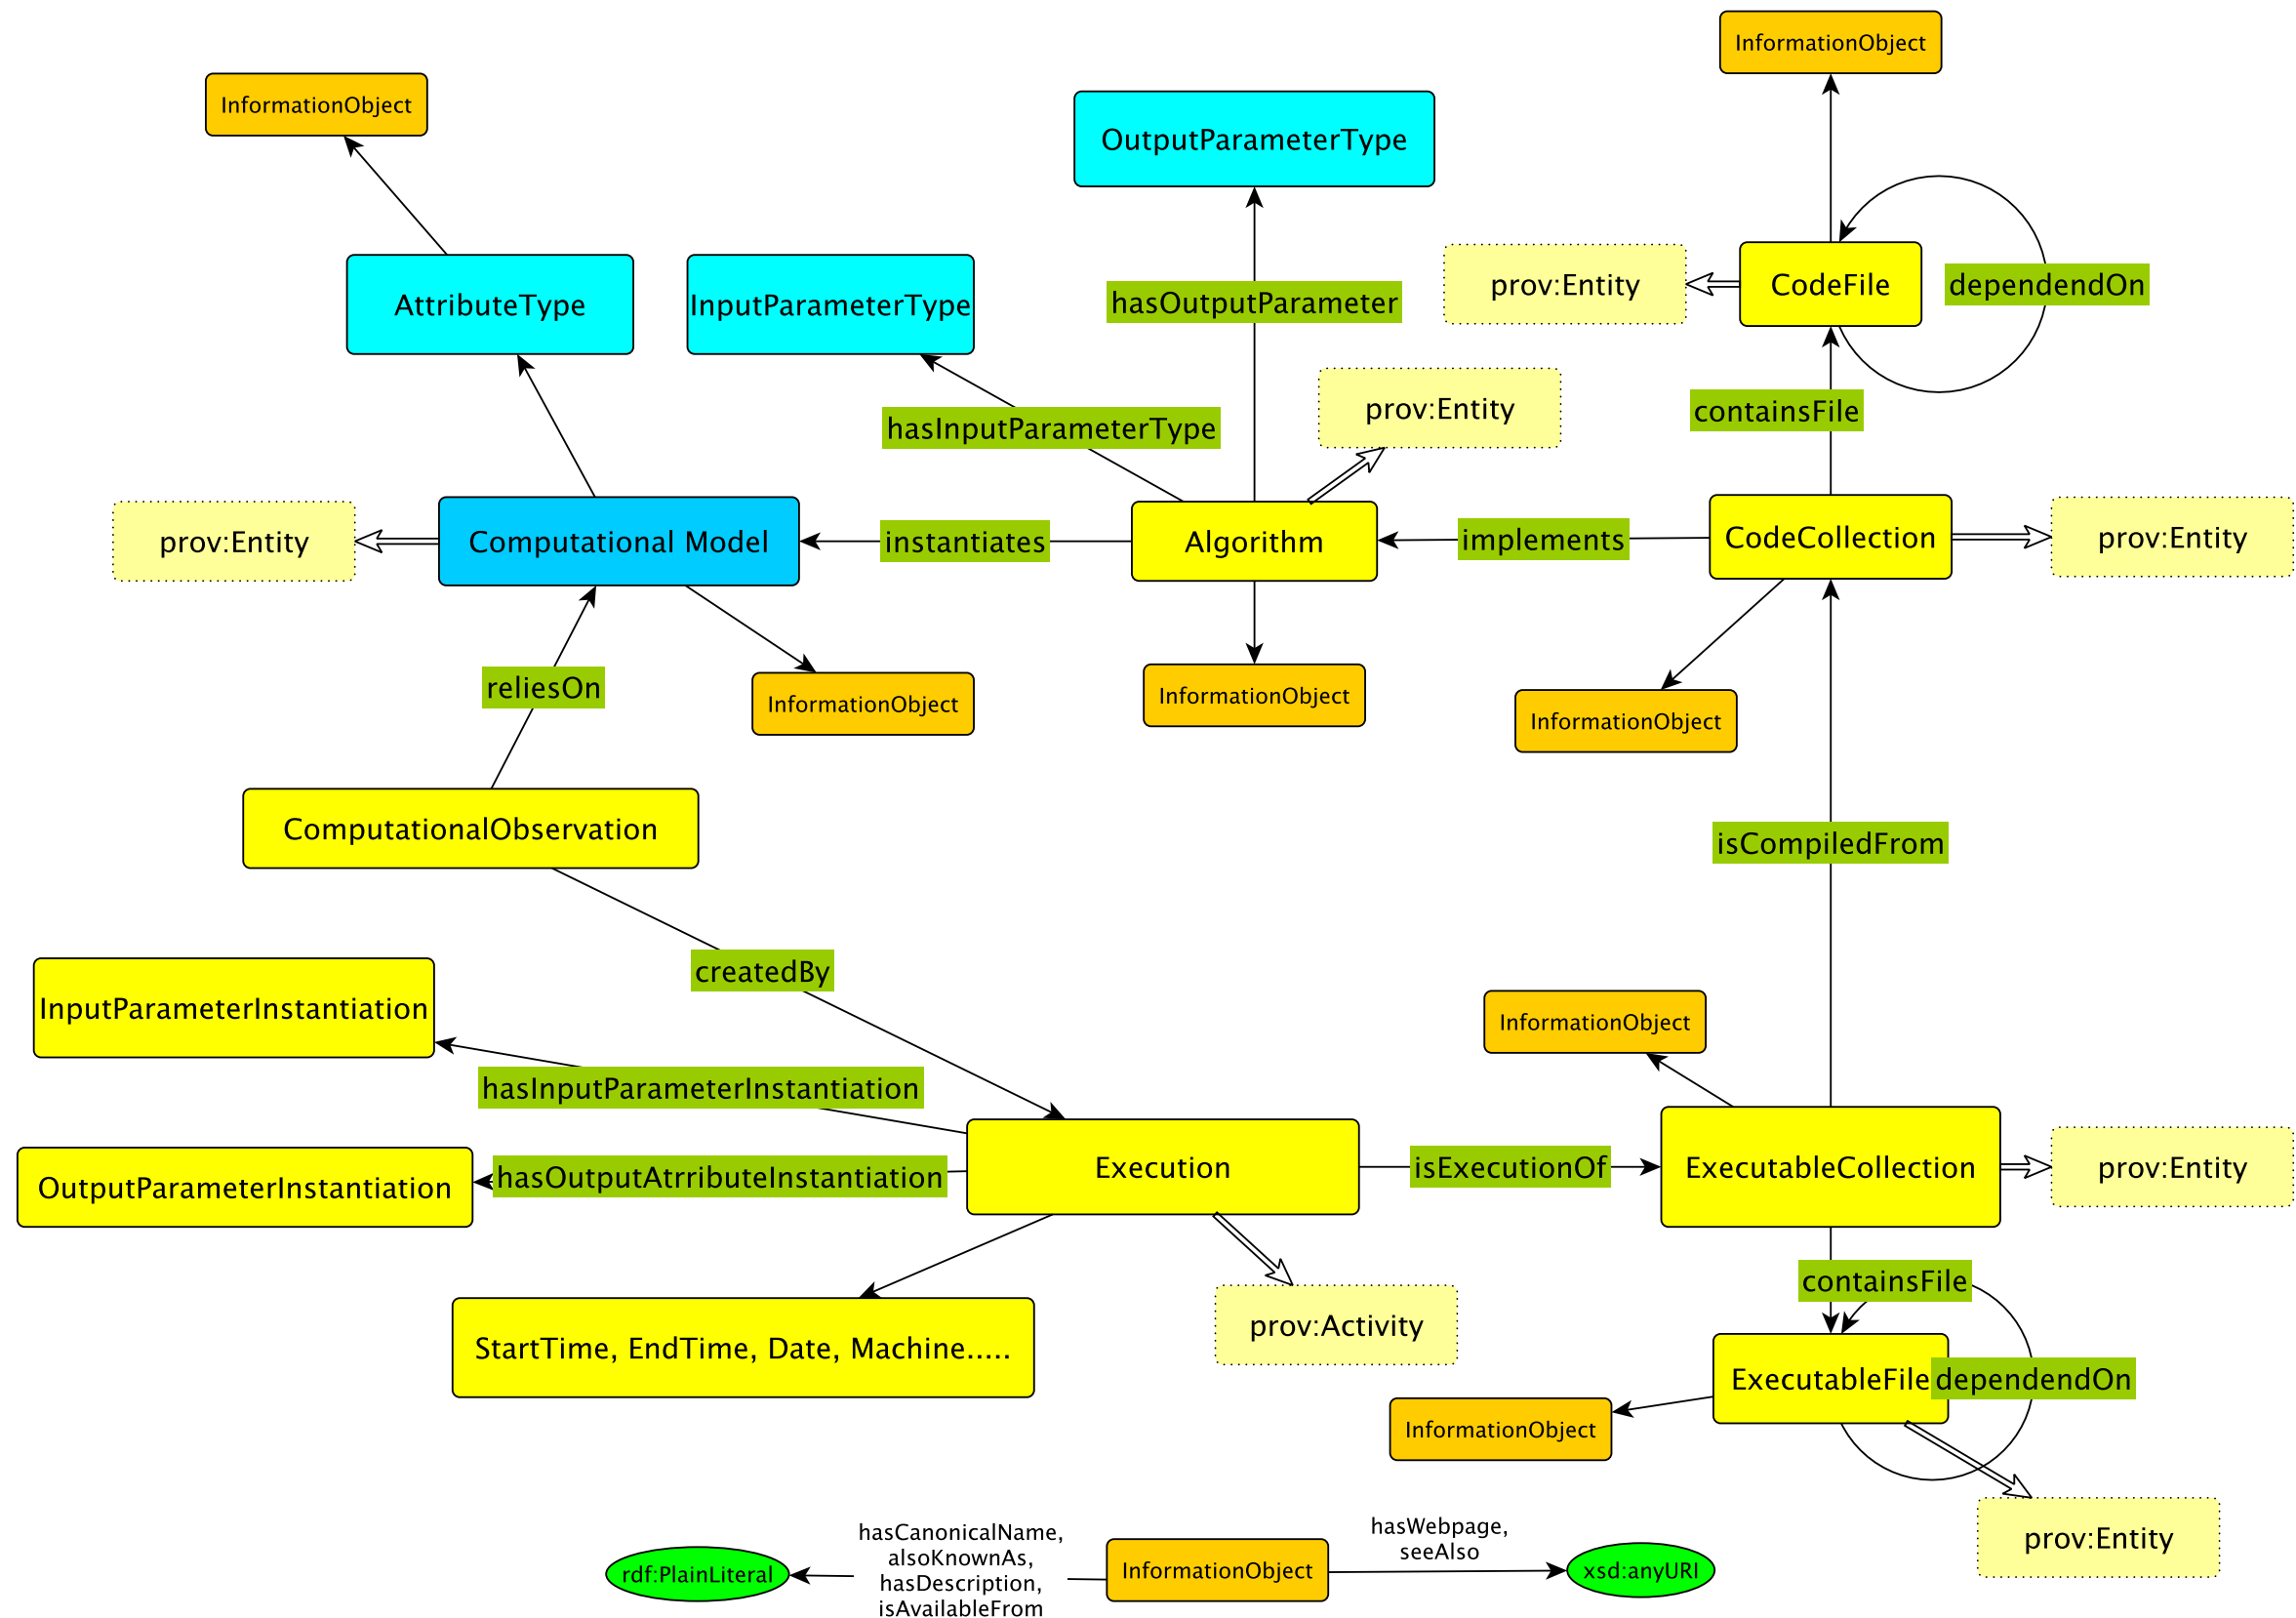 InformationObject
InformationObject
OutputParameterType
AttributeType
InputParameterType
hasOutputParameter
prov:Entity
CodeFile
dependendOn
prov:Entity
containsFile
hasInputParameterType
prov:Entity
Computational Model
instantiates
Algorithm
implements
CodeCollection
prov:Entity
reliesOn
InformationObject
InformationObject
InformationObject
ComputationalObservation
isCompiledFrom
createdBy
InputParameterInstantiation
InformationObject
hasInputParameterInstantiation
OutputParameterInstantiation
hasOutputAtrributeInstantiation
Execution
isExecutionOf
ExecutableCollection
prov:Entity
containsFile
StartTime, EndTime, Date, Machine.....
prov:Activity
ExecutableFile
dependendOn
InformationObject
prov:Entity
rdf:PlainLiteral
hasCanonicalName,
alsoKnownAs,
hasDescription,
isAvailableFrom
InformationObject
hasWebpage,
seeAlso
xsd:anyURI